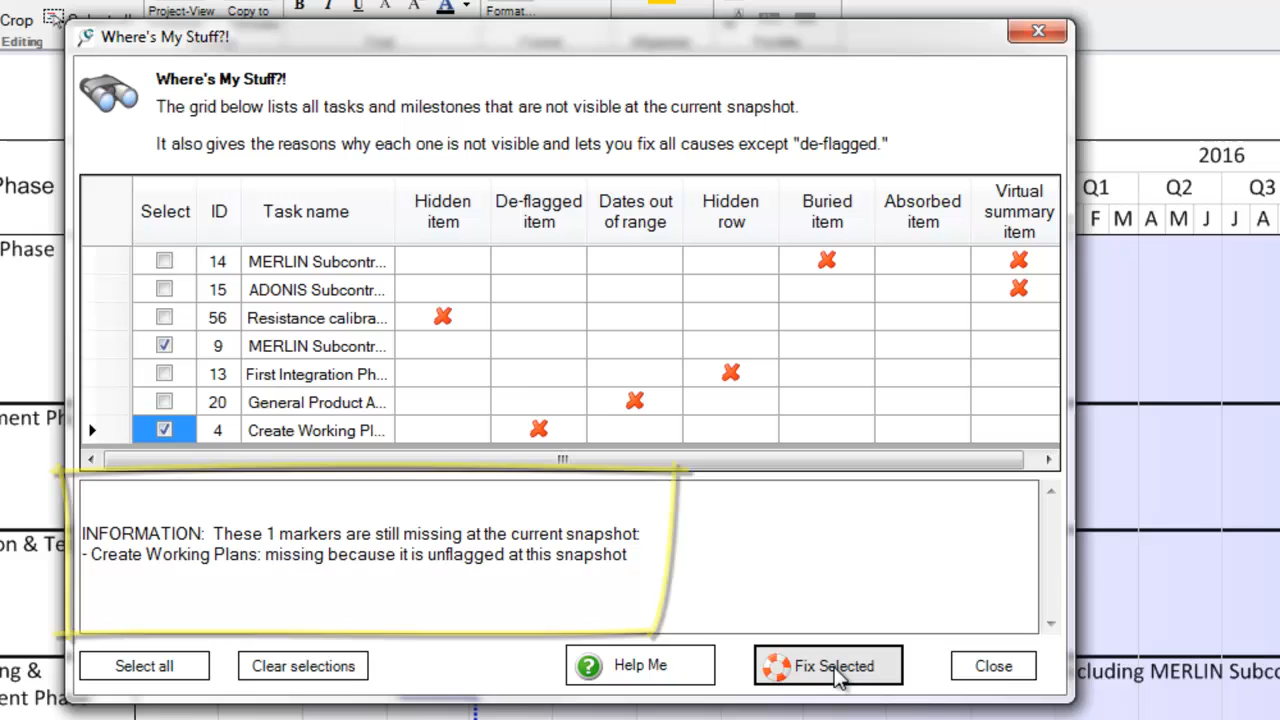 Crop
Editing
Project-View
Copy to
B I U A A A
Format...
Where's My Stuff?!
Where's My Stuff?!
The grid below lists all tasks and milestones that are not visible at the current snapshot.
It also gives the reasons why each one is not visible and lets you fix all causes except "de-flagged."
Select ID Task name Hidden item De-flagged item Dates out of range Hidden row Buried item Absorbed item Virtual summary item
14 MERLIN Subcontr...
15 ADONIS Subcontr...
56 Resistance calibra...
9 MERLIN Subcontr...
13 First Integration Ph...
20 General Product A...
4 Create Working Pl...
INFORMATION: These 1 markers are still missing at the current snapshot:
- Create Working Plans: missing because it is unflagged at this snapshot
Select all
Clear selections
Help Me
Fix Selected
Close
2016
Q1 Q2 Q3
F M A M J J A
Phase
Phase
ment Ph
on & Te
ng &
ent Pha
cluding MERLIN Subco